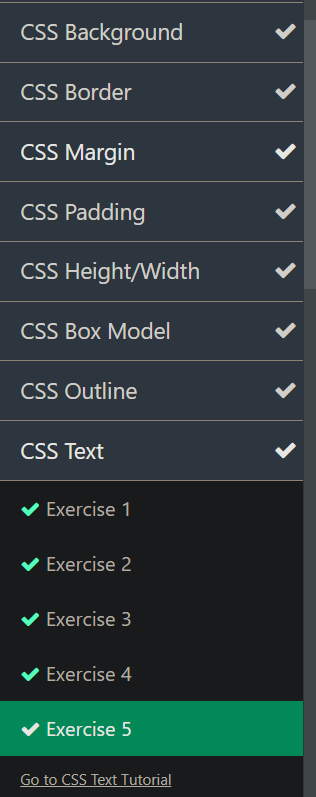 CSS Background
CSS Border
CSS Margin
CSS Padding
CSS Height/Width
CSS Box Model
CSS Outline
CSS Text
Exercise 1
Exercise 2
Exercise 3
Exercise 4
Exercise 5
Go to CSS Text Tutorial